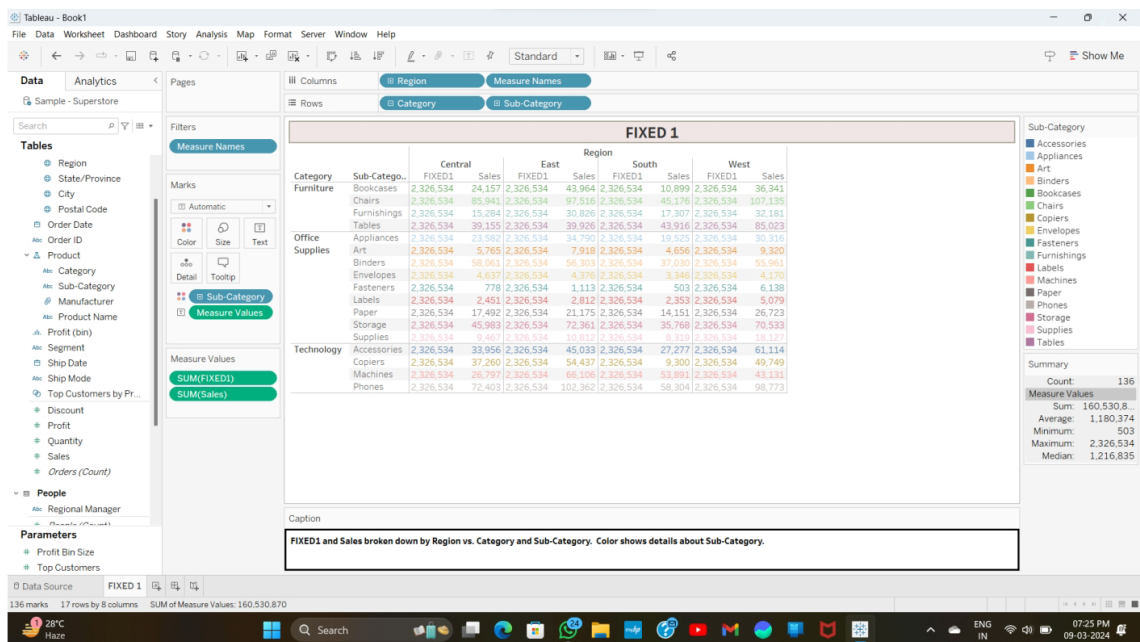 Tableau - Book1
File Data Worksheet Dashboard Story Analysis Map Format Server Window Help
Standard
Show Me
Data Analytics
Sample - Superstore
Search
Tables
Region
State/Province
City
Postal Code
Order Date
Abc Order ID
Product
Abc Category
Abc Sub-Category
Manufacturer
Abc Product Name
Profit (bin)
Abc Segment
Ship Date
Abc Ship Mode
Top Customers by Pr...
# Discount
# Profit
# Quantity
# Sales
# Orders (Count)
People
Abc Regional Manager
# People (Count)
Parameters
# Profit Bin Size
# Top Customers
Pages
Filters
Measure Names
Marks
Automatic
Color Size Text
Detail Tooltip
Sub-Category
Measure Values
Measure Values
SUM(FIXED1)
SUM(Sales)
Columns Region Measure Names
Rows Category Sub-Category
FIXED 1
Region
Central East South West
Category Sub-Catego.. FIXED1 Sales FIXED1 Sales FIXED1 Sales FIXED1 Sales
Furniture Bookcases 2,326,534 24,157 2,326,534 43,964 2,326,534 10,899 2,326,534 36,341
Chairs 2,326,534 85,941 2,326,534 97,516 2,326,534 45,176 2,326,534 107,135
Furnishings 2,326,534 15,284 2,326,534 30,826 2,326,534 17,307 2,326,534 32,181
Tables 2,326,534 39,155 2,326,534 39,926 2,326,534 43,916 2,326,534 85,023
Office Supplies Appliances 2,326,534 23,582 2,326,534 34,790 2,326,534 19,525 2,326,534 30,316
Art 2,326,534 5,765 2,326,534 7,918 2,326,534 4,656 2,326,534 9,320
Binders 2,326,534 58,061 2,326,534 56,303 2,326,534 37,030 2,326,534 55,961
Envelopes 2,326,534 4,637 2,326,534 4,376 2,326,534 3,346 2,326,534 4,170
Fasteners 2,326,534 778 2,326,534 1,113 2,326,534 503 2,326,534 6,138
Labels 2,326,534 2,451 2,326,534 2,812 2,326,534 2,353 2,326,534 5,079
Paper 2,326,534 17,492 2,326,534 21,175 2,326,534 14,151 2,326,534 26,723
Storage 2,326,534 45,983 2,326,534 72,361 2,326,534 35,768 2,326,534 70,533
Supplies 2,326,534 9,467 2,326,534 10,812 2,326,534 8,319 2,326,534 18,127
Technology Accessories 2,326,534 33,956 2,326,534 45,033 2,326,534 27,277 2,326,534 61,114
Copiers 2,326,534 37,260 2,326,534 54,437 2,326,534 9,300 2,326,534 49,749
Machines 2,326,534 26,797 2,326,534 66,106 2,326,534 53,891 2,326,534 43,131
Phones 2,326,534 72,403 2,326,534 102,362 2,326,534 58,304 2,326,534 98,773
Caption
FIXED1 and Sales broken down by Region vs. Category and Sub-Category. Color shows details about Sub-Category.
Sub-Category
Accessories
Appliances
Art
Binders
Bookcases
Chairs
Copiers
Envelopes
Fasteners
Furnishings
Labels
Machines
Paper
Phones
Storage
Supplies
Tables
Summary
Count: 136
Measure Values
Sum: 160,530,8...
Average: 1,180,374
Minimum: 503
Maximum: 2,326,534
Median: 1,216,835
Data Source FIXED 1
136 marks 17 rows by 8 columns SUM of Measure Values: 160,530,870
1 28°C
Haze
Search
24
ENG
IN
07:25 PM
09-03-2024